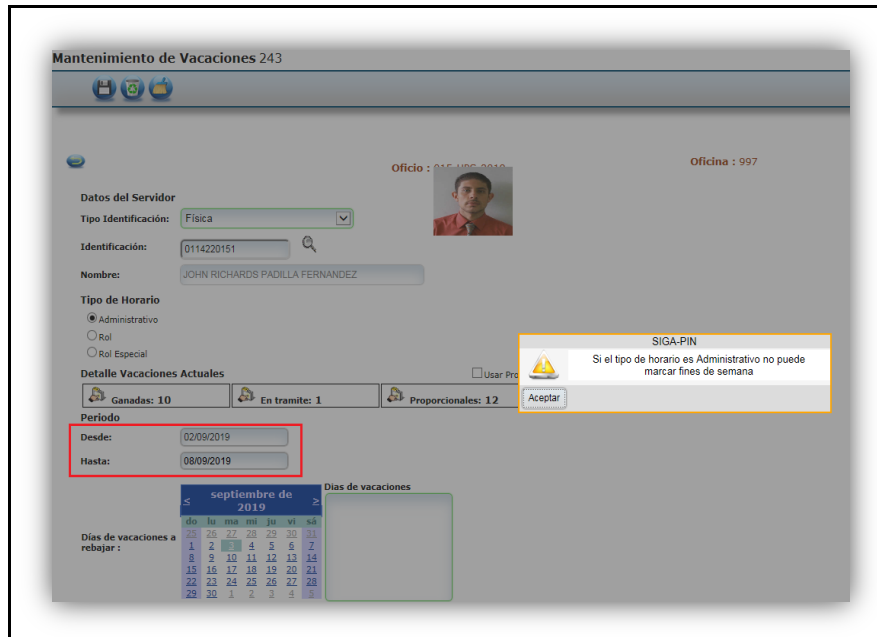 Mantenimiento de Vacaciones 243
Oficio : 015-UPS-2019
Oficina : 997
Datos del Servidor
Tipo Identificación: Física
Identificación: 0114220151
Nombre: JOHN RICHARDS PADILLA FERNANDEZ
Tipo de Horario
Administrativo
Rol
Rol Especial
SIGA-PIN
Si el tipo de horario es Administrativo no puede
marcar fines de semana
Aceptar
Detalle Vacaciones Actuales
Usar Pro
Ganadas: 10 En tramite: 1 Proporcionales: 12
Periodo
Desde: 02/09/2019
Hasta: 08/09/2019
Dias de vacaciones
< septiembre de 2019 >
do lu ma mi ju vi sá
25 26 27 28 29 30 31
Días de vacaciones a rebajar :
1 2 3 4 5 6 7
8 9 10 11 12 13 14
15 16 17 18 19 20 21
22 23 24 25 26 27 28
29 30 1 2 3 4 5